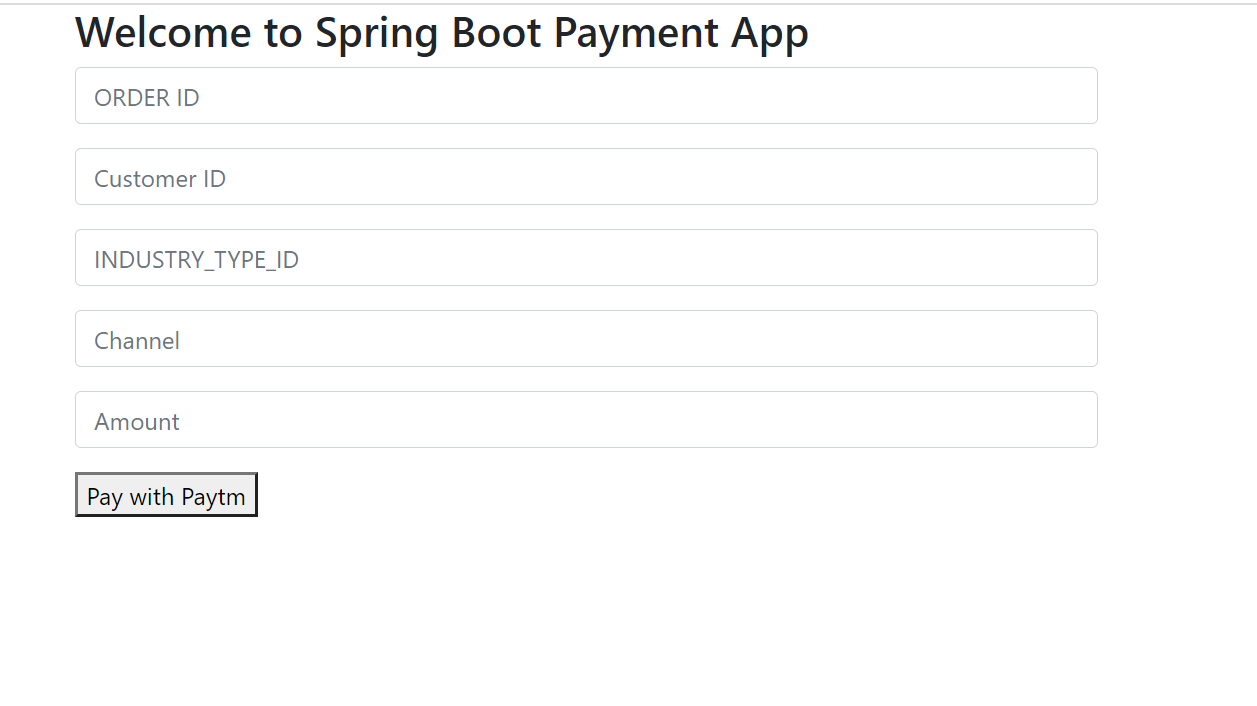 Welcome to Spring Boot Payment App
ORDER ID
Customer ID
INDUSTRY_TYPE_ID
Channel
Amount
Pay with Paytm